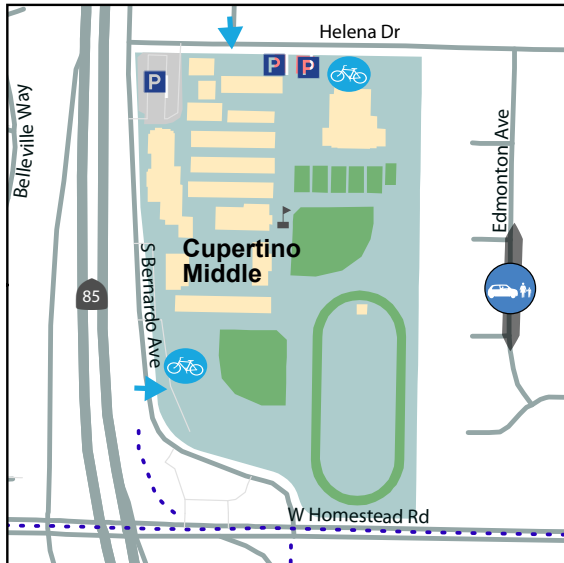 Helena Dr
P
P
P
Belleville Way
Edmonton Ave
S Bernardo Ave
Cupertino
Middle
85
W Homestead Rd